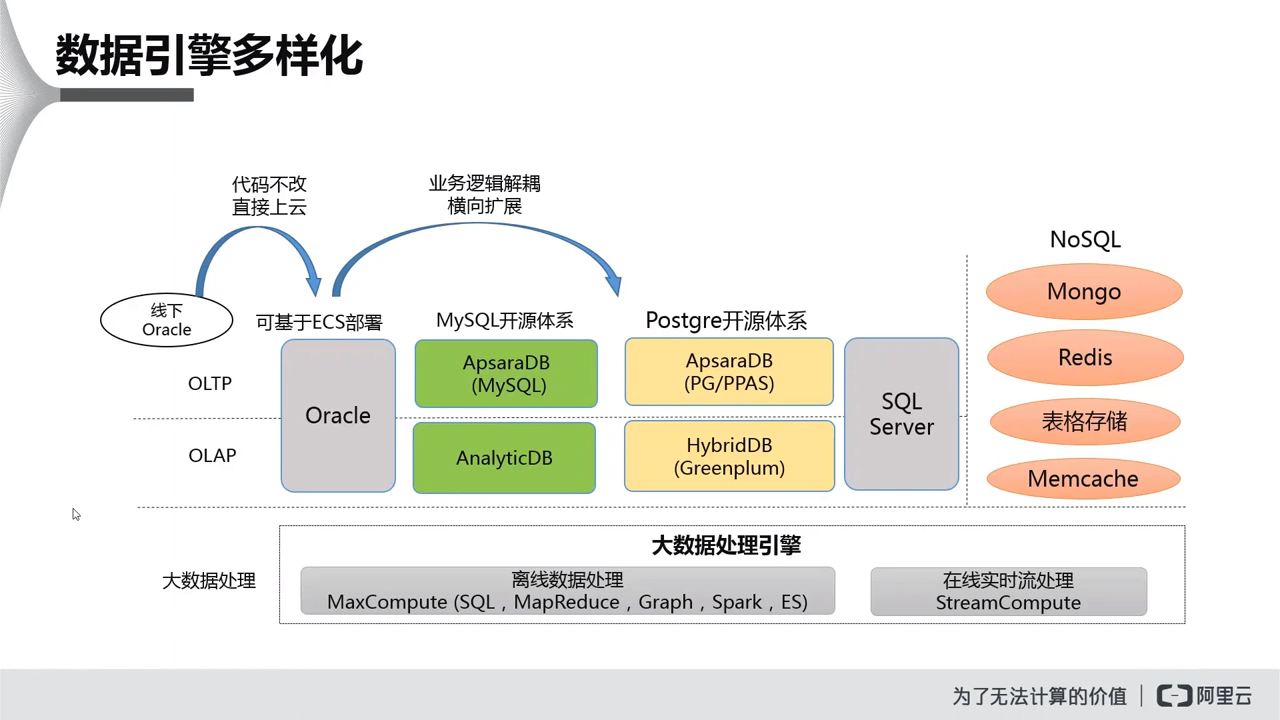 数据引擎多样化
代码不改
直接上云
业务逻辑解耦
横向扩展
NoSQL
线下
Oracle
可基于ECS部署
MySQL开源体系
Postgre开源体系
OLTP
OLAP
Oracle
ApsaraDB
(MySQL)
AnalyticDB
ApsaraDB
(PG/PPAS)
HybridDB
(Greenplum)
SQL
Server
Mongo
Redis
表格存储
Memcache
大数据处理
大数据处理引擎
离线数据处理
MaxCompute (SQL，MapReduce，Graph，Spark，ES)
在线实时流处理
StreamCompute
为了无法计算的价值 | 阿里云